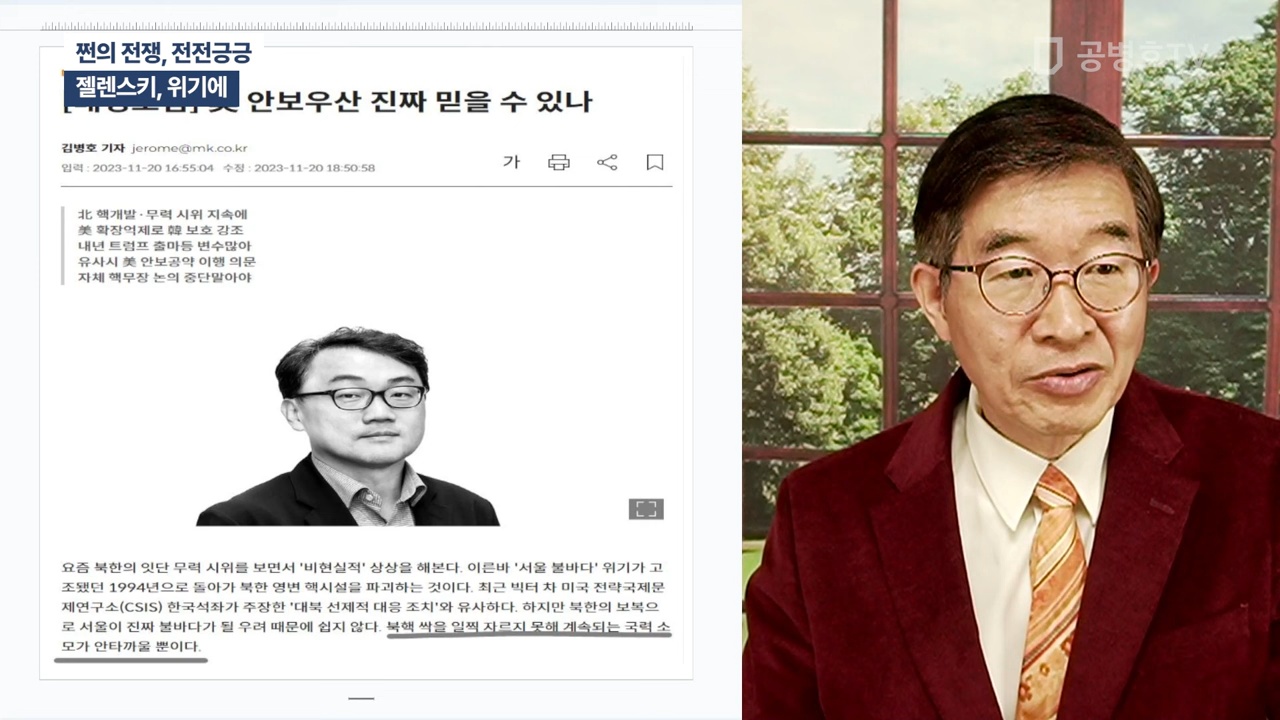 쩐의 전쟁, 전전긍긍
젤렌스키, 위기에
안보우산 진짜 믿을 수 있나
김병호 기자 jerome@mk.co.kr
입력 : 2023-11-20 16:55:04 수정 : 2023-11-20 18:50:58
가
北 핵개발·무력 시위 지속에
美 확장억제로 韓 보호 강조
내년 트럼프 출마등 변수많아
유사시 美 안보공약 이행 의문
자체 핵무장 논의 중단말아야
요즘 북한의 잇단 무력 시위를 보면서 '비현실적' 상상을 해본다. 이른바 '서울 불바다' 위기가 고
조됐던 1994년으로 돌아가 북한 영변 핵시설을 파괴하는 것이다. 최근 빅터 차 미국 전략국제문
제연구소(CSIS) 한국석좌가 주장한 '대북 선제적 대응 조치'와 유사하다. 하지만 북한의 보복으
로 서울이 진짜 불바다가 될 우려 때문에 쉽지 않다. 북핵 싹을 일찍 자르지 못해 계속되는 국력 소
모가 안타까울 뿐이다.
공병호TV